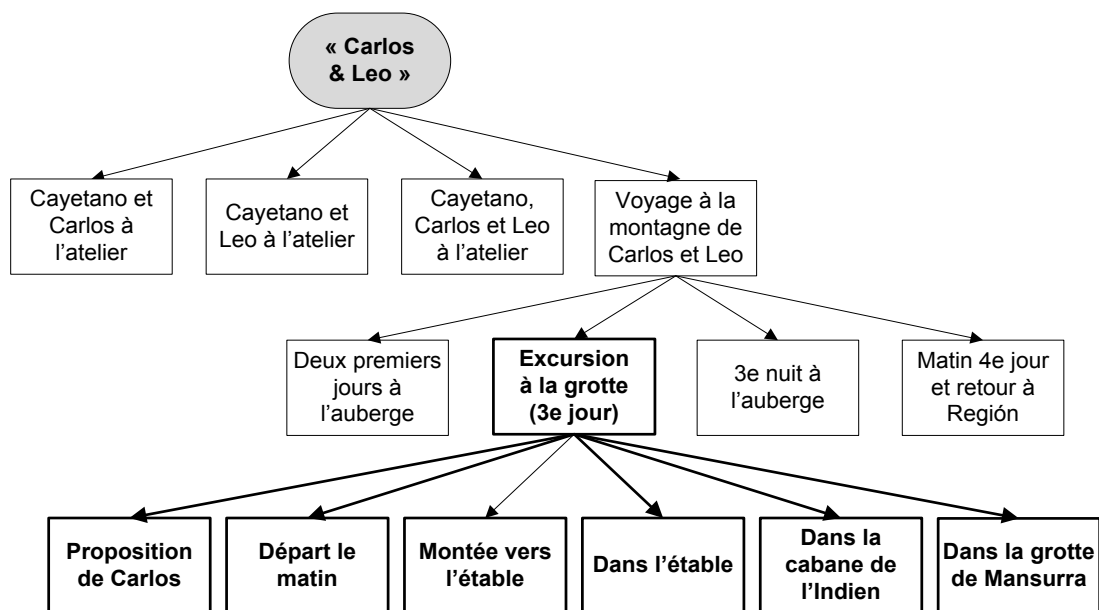 « Carlos
& Leo »
Cayetano et
Carlos à
l’atelier
Cayetano et
Leo à l’atelier
Cayetano,
Carlos et Leo
à l’atelier
Voyage à la
montagne de
Carlos et Leo
Deux premiers
jours à
l’auberge
Excursion
à la grotte
(3e jour)
3e nuit à
l’auberge
Matin 4e jour
et retour à
Región
Proposition
de Carlos
Départ le
matin
Montée vers
l’étable
Dans l’étable
Dans la
cabane de
l’Indien
Dans la grotte
de Mansurra